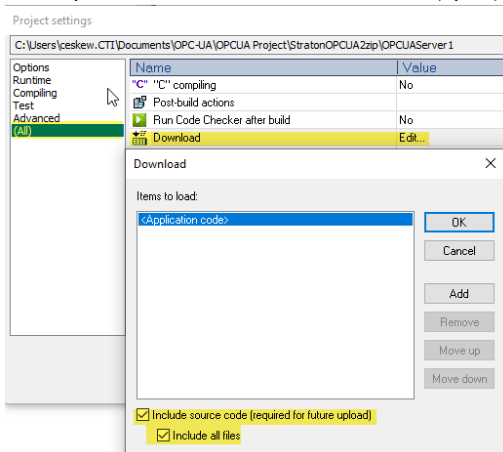 Project settings
C:\Users\ceskew.CTI\Documents\OPC-UA\OPCUA Project\StratonOPCUA2zip\OPCUAServer1
Options
Runtime
Compiling
Test
Advanced
(All)
Name Value
"C" "C" compiling No
Post-build actions
Run Code Checker after build No
Download Edit...
Download
Items to load:
<Application code>
OK
Cancel
Add
Remove
Move up
Move down
Include source code (required for future upload)
Include all files